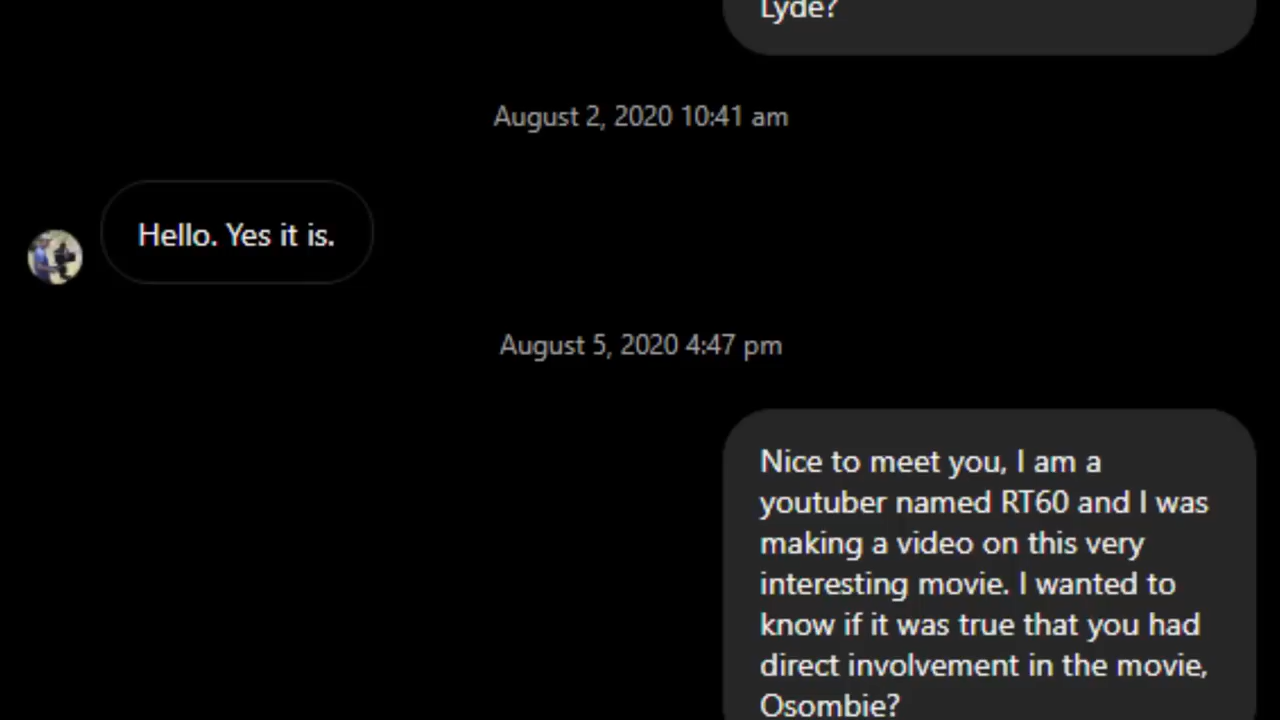 Lyde?
August 2, 2020 10:41 am
Hello. Yes it is.
August 5, 2020 4:47 pm
Nice to meet you, I am a
youtuber named RT60 and I was
making a video on this very
interesting movie. I wanted to
know if it was true that you had
direct involvement in the movie,
Osombie?